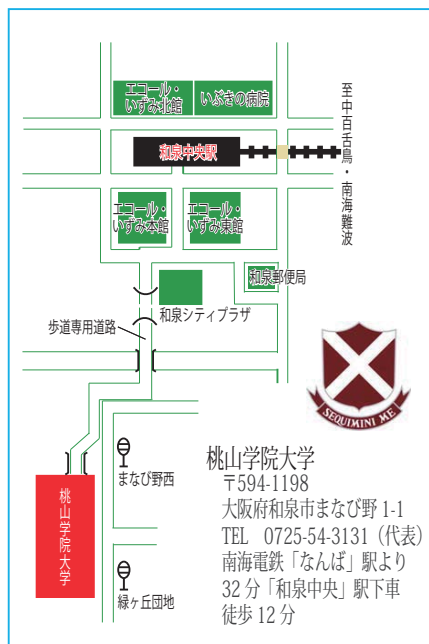 エコール・
いずみ北館
いぶきの病院
和泉中央駅
至中百舌鳥・南海難波
エコール・
いずみ本館
エコール・
いずみ東館
和泉郵便局
和泉シティプラザ
歩道専用道路
SEQUIMINI ME
まなび野西
桃山学院大学
緑ヶ丘団地
桃山学院大学
〒594-1198
大阪府和泉市まなび野 1-1
TEL 0725-54-3131（代表）
南海電鉄「なんば」駅より
32 分「和泉中央」駅下車
徒歩 12 分